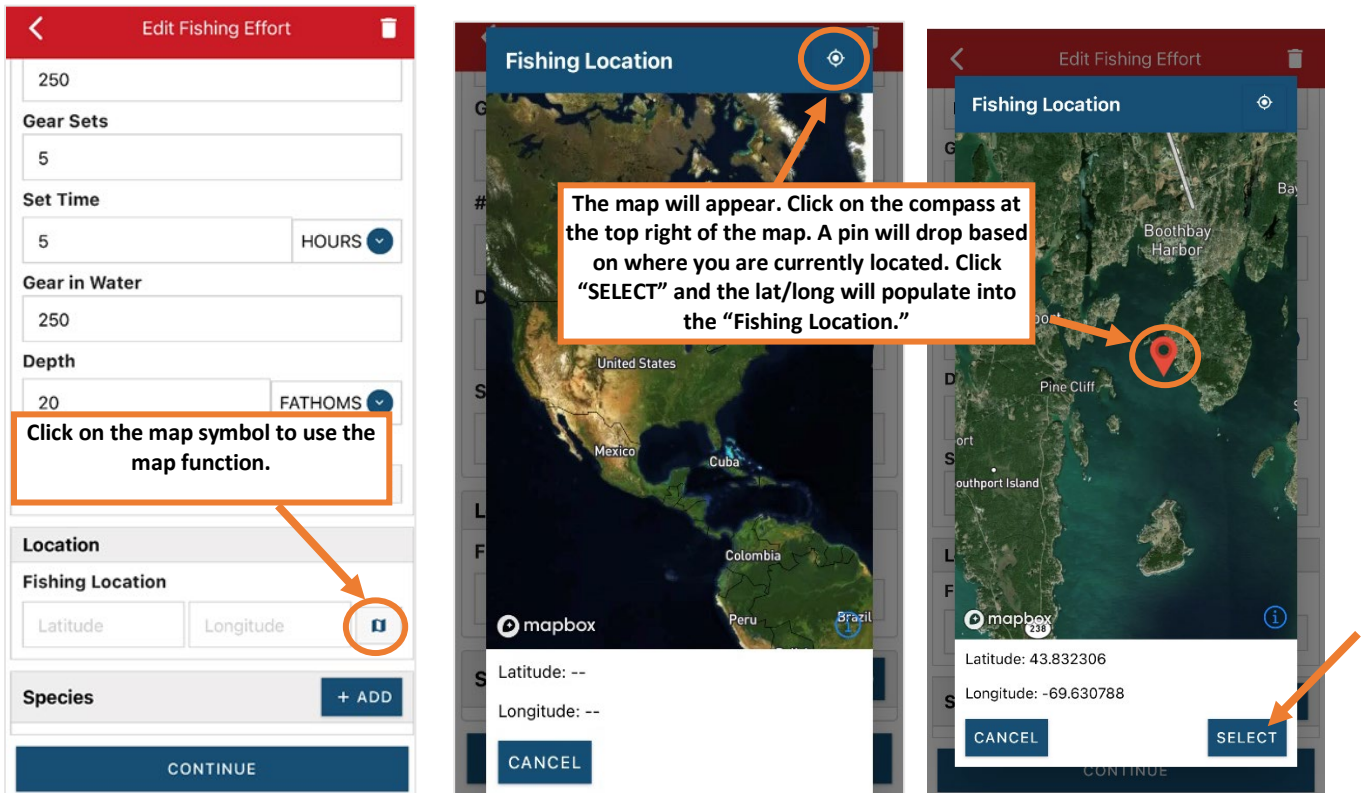 Edit Fishing Effort
250
Gear Sets
5
Set Time
5
HOURS
Gear in Water
250
Depth
20
FATHOMS
Click on the map symbol to use the
map function.
Location
Fishing Location
Latitude
Longitude
Species
+ ADD
CONTINUE
Fishing Location
The map will appear. Click on the compass at
the top right of the map. A pin will drop based
on where you are currently located. Click
“SELECT” and the lat/long will populate into
the “Fishing Location.”
United States
Mexico
Cuba
Colombia
Peru
Brazil
mapbox
Latitude: --
Longitude: --
CANCEL
Edit Fishing Effort
Fishing Location
Boothbay
Harbor
Pine Cliff
outhport Island
mapbox
238
Latitude: 43.832306
Longitude: -69.630788
CANCEL
SELECT
CONTINUE